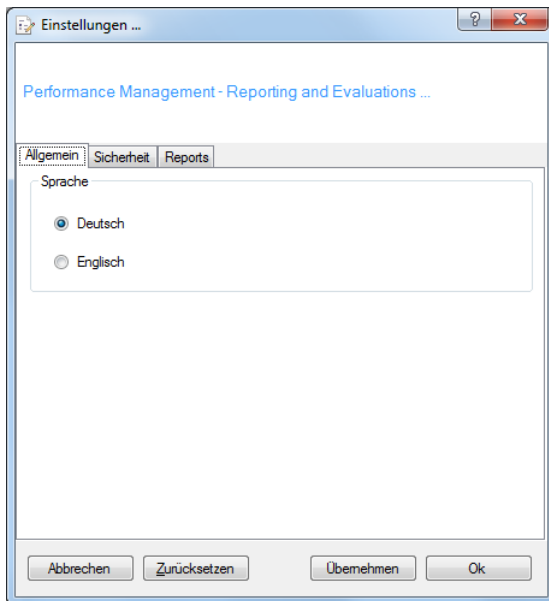 Einstellungen ...
Performance Management - Reporting and Evaluations ...
Allgemein Sicherheit Reports
Sprache
Deutsch
Englisch
Abbrechen Zurücksetzen Übernehmen Ok